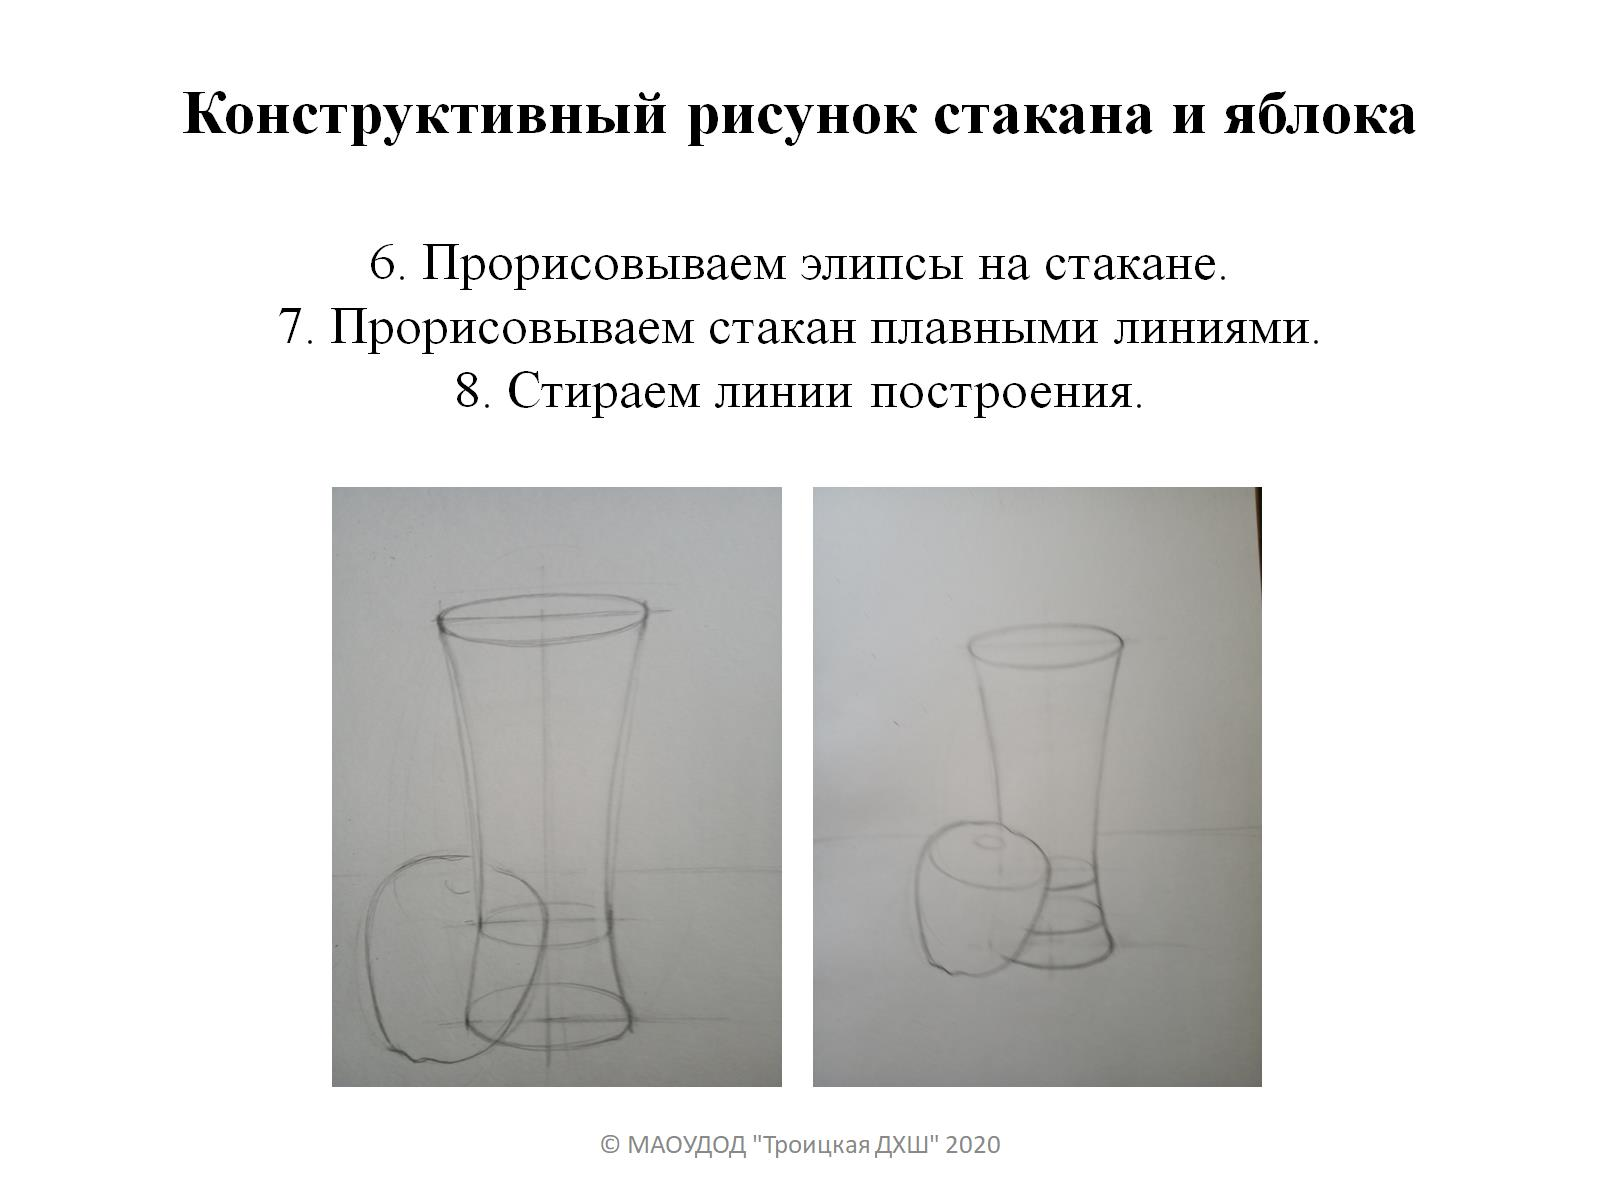 Конструктивный рисунок стакана и яблока
6. Прорисовываем элипсы на стакане.
7. Прорисовываем стакан плавными линиями.
8. Стираем линии построения.
© МАОУДОД "Троицкая ДХШ" 2020